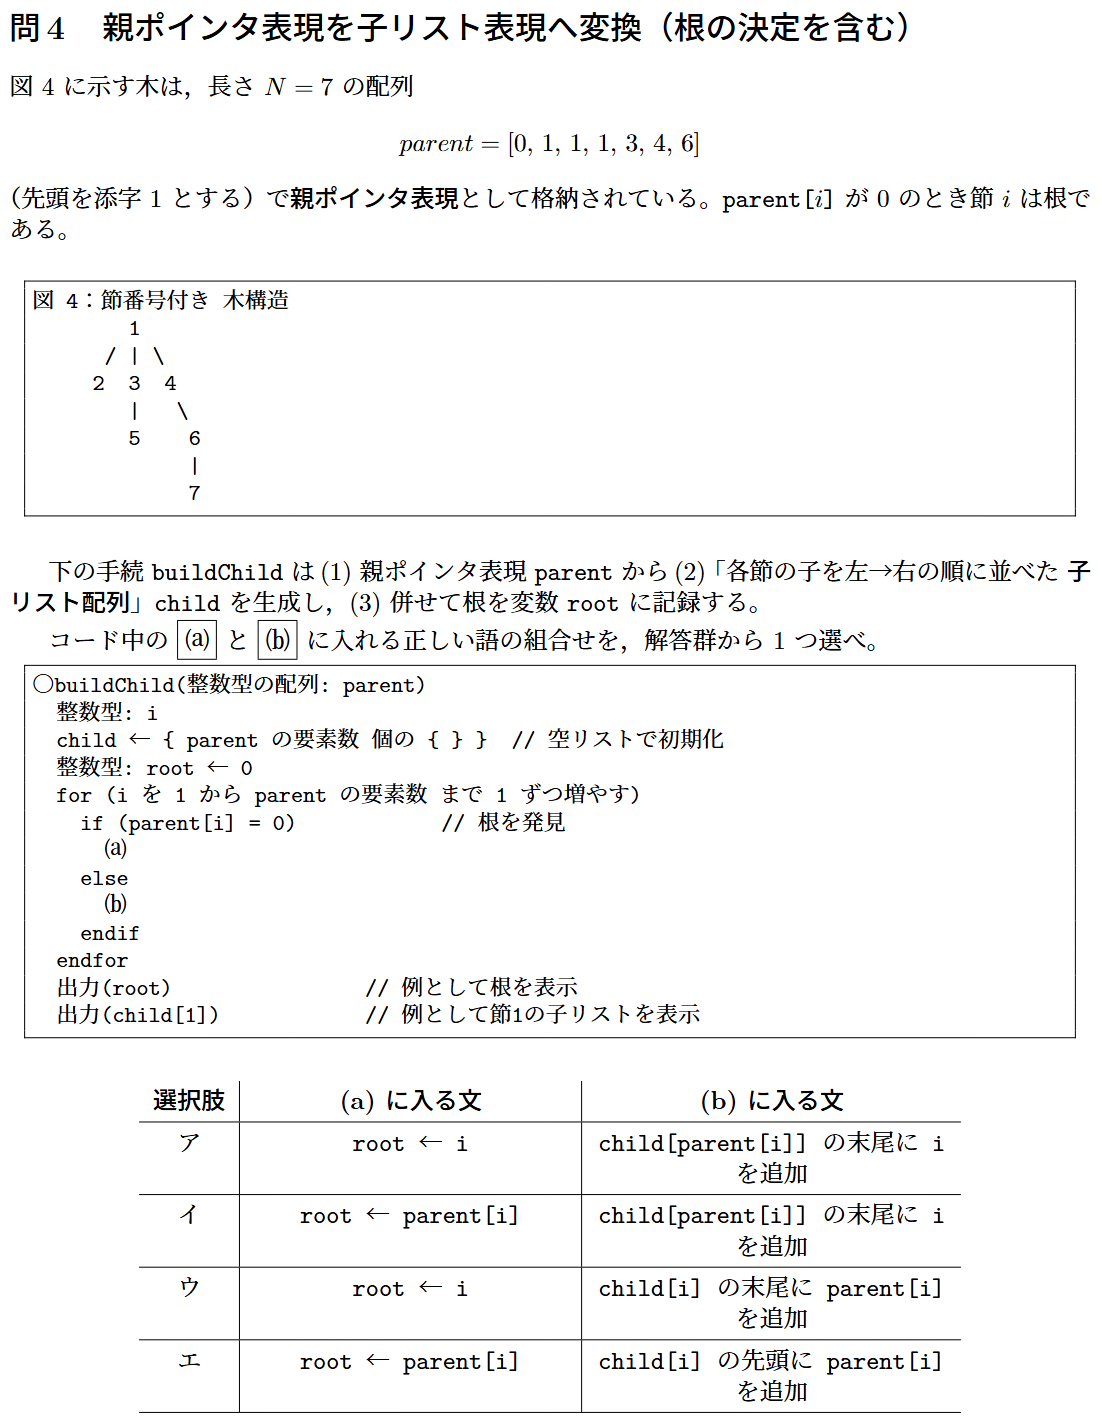 問 4　親ポインタ表現を子リスト表現へ変換（根の決定を含む）
図 4 に示す木は，長さ N = 7 の配列
parent = [0, 1, 1, 1, 3, 4, 6]
（先頭を添字 1 とする）で親ポインタ表現として格納されている。parent[i] が 0 のとき節 i は根で
ある。
図 4：節番号付き 木構造
1
/ | \
2 3 4
| \
5 6
|
7
下の手続 buildChild は (1) 親ポインタ表現 parent から (2)「各節の子を左→右の順に並べた 子
リスト配列」child を生成し，(3) 併せて根を変数 root に記録する。
コード中の (a) と (b) に入れる正しい語の組合せを，解答群から 1 つ選べ。
○buildChild(整数型の配列: parent)
整数型: i
child ← { parent の要素数 個の { } } // 空リストで初期化
整数型: root ← 0
for (i を 1 から parent の要素数 まで 1 ずつ増やす)
if (parent[i] = 0) // 根を発見
(a)
else
(b)
endif
endfor
出力(root) // 例として根を表示
出力(child[1]) // 例として節1の子リストを表示
選択肢 (a) に入る文 (b) に入る文
ア root ← i child[parent[i]] の末尾に i
を追加
イ root ← parent[i] child[parent[i]] の末尾に i
を追加
ウ root ← i child[i] の末尾に parent[i]
を追加
エ root ← parent[i] child[i] の先頭に parent[i]
を追加